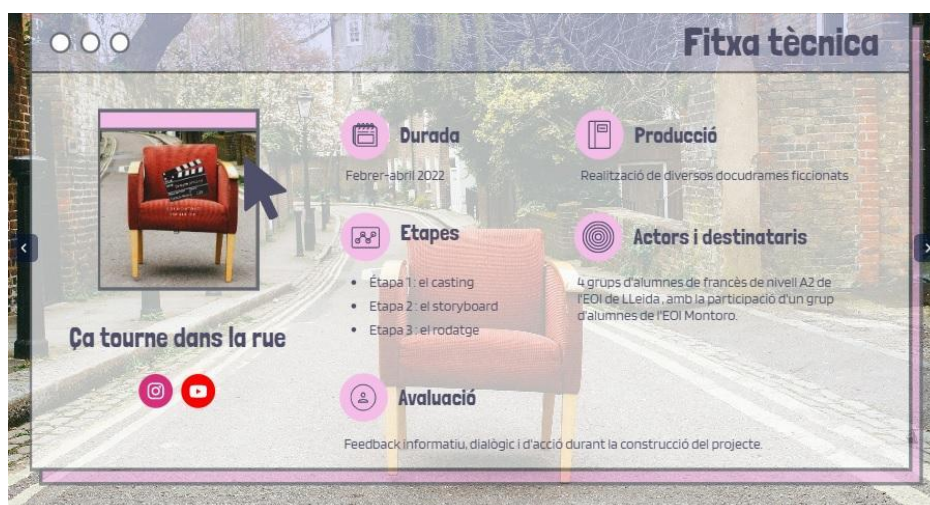 Fitxa tècnica
Ça tourne dans la rue
Durada
Febrer-abril 2022
Producció
Realització de diversos docudrames ficcionats
Etapes
Étapa 1 : el casting
Etapa 2 : el storyboard
Etapa 3 : el rodatge
Actors i destinataris
4 grups d'alumnes de francès de nivell A2 de
l'EOI de LLeida , amb la participació d'un grup
d'alumnes de l'EOI Montoro.
Avaluació
Feedback informatiu, dialògic i d'acció durant la construcció del projecte.